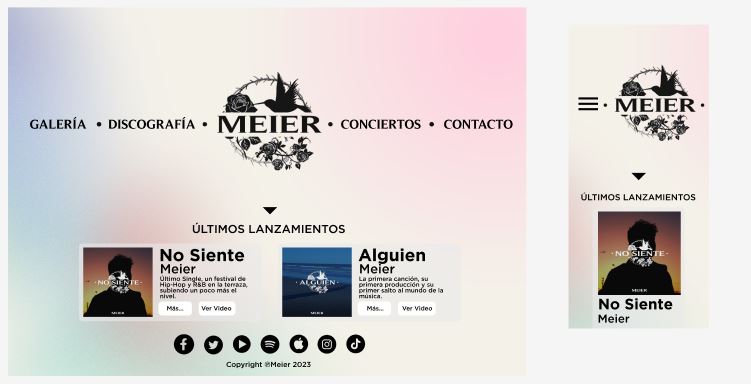 GALERÍA • DISCOGRAFÍA • MEIER • CONCIERTOS • CONTACTO
ÚLTIMOS LANZAMIENTOS
· NO SIENTE ·
MEIER
No Siente
Meier
Último Single, un festival de
Hip-Hop y R&B en la terraza,
subiendo un poco más el
nivel.
Más...
Ver Video
· ALGUIEN ·
MEIER
Alguien
Meier
La primera canción, su
primera producción y su
primer salto al mundo de la
música.
Más...
Ver Video
Copyright ®Meier 2023
• MEIER •
ÚLTIMOS LANZAMIENTOS
· NO SIENTE ·
MEIER
No Siente
Meier